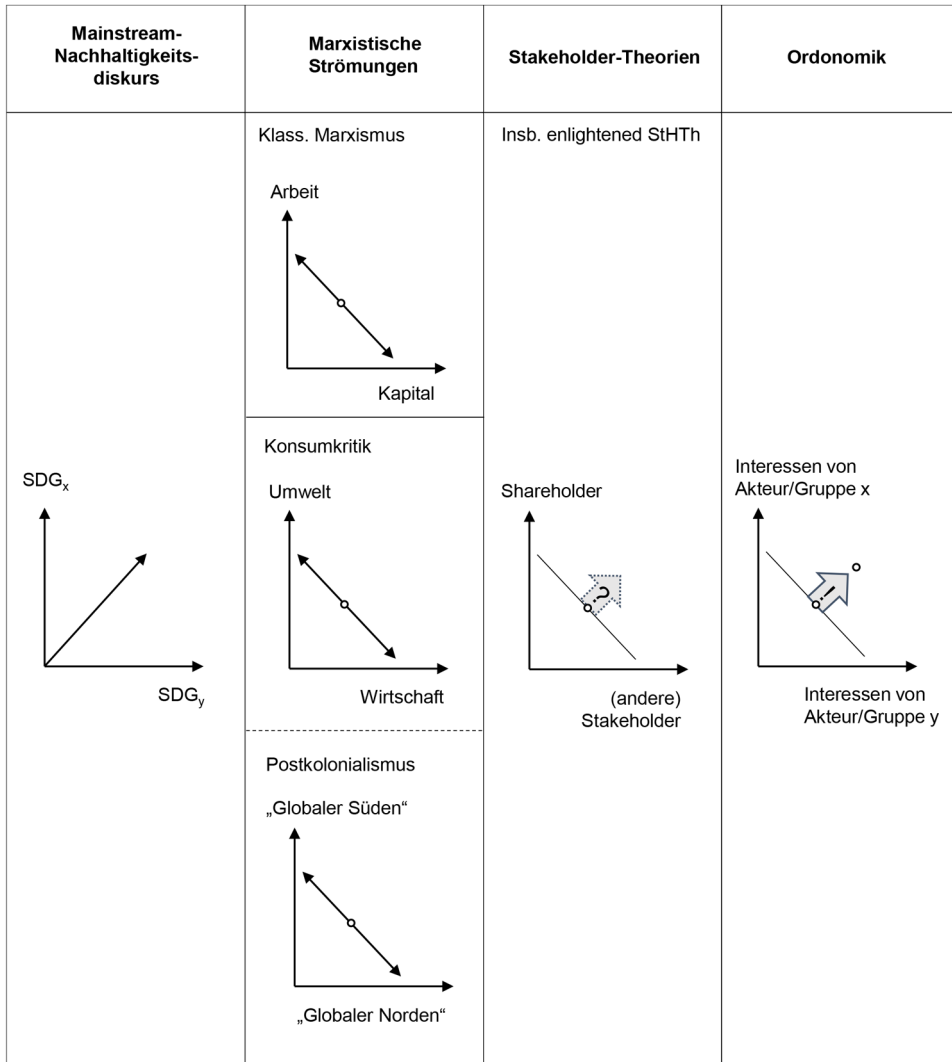 Mainstream-
Nachhaltigkeits-
diskurs
Marxistische
Strömungen
Stakeholder-Theorien
Ordonomik
Klass. Marxismus
Arbeit
Kapital
Konsumkritik
Umwelt
Wirtschaft
Postkolonialismus
„Globaler Süden“
„Globaler Norden“
SDGx
SDGy
Insb. enlightened StHTh
Shareholder
?
(andere)
Stakeholder
Interessen von
Akteur/Gruppe x
!
Interessen von
Akteur/Gruppe y